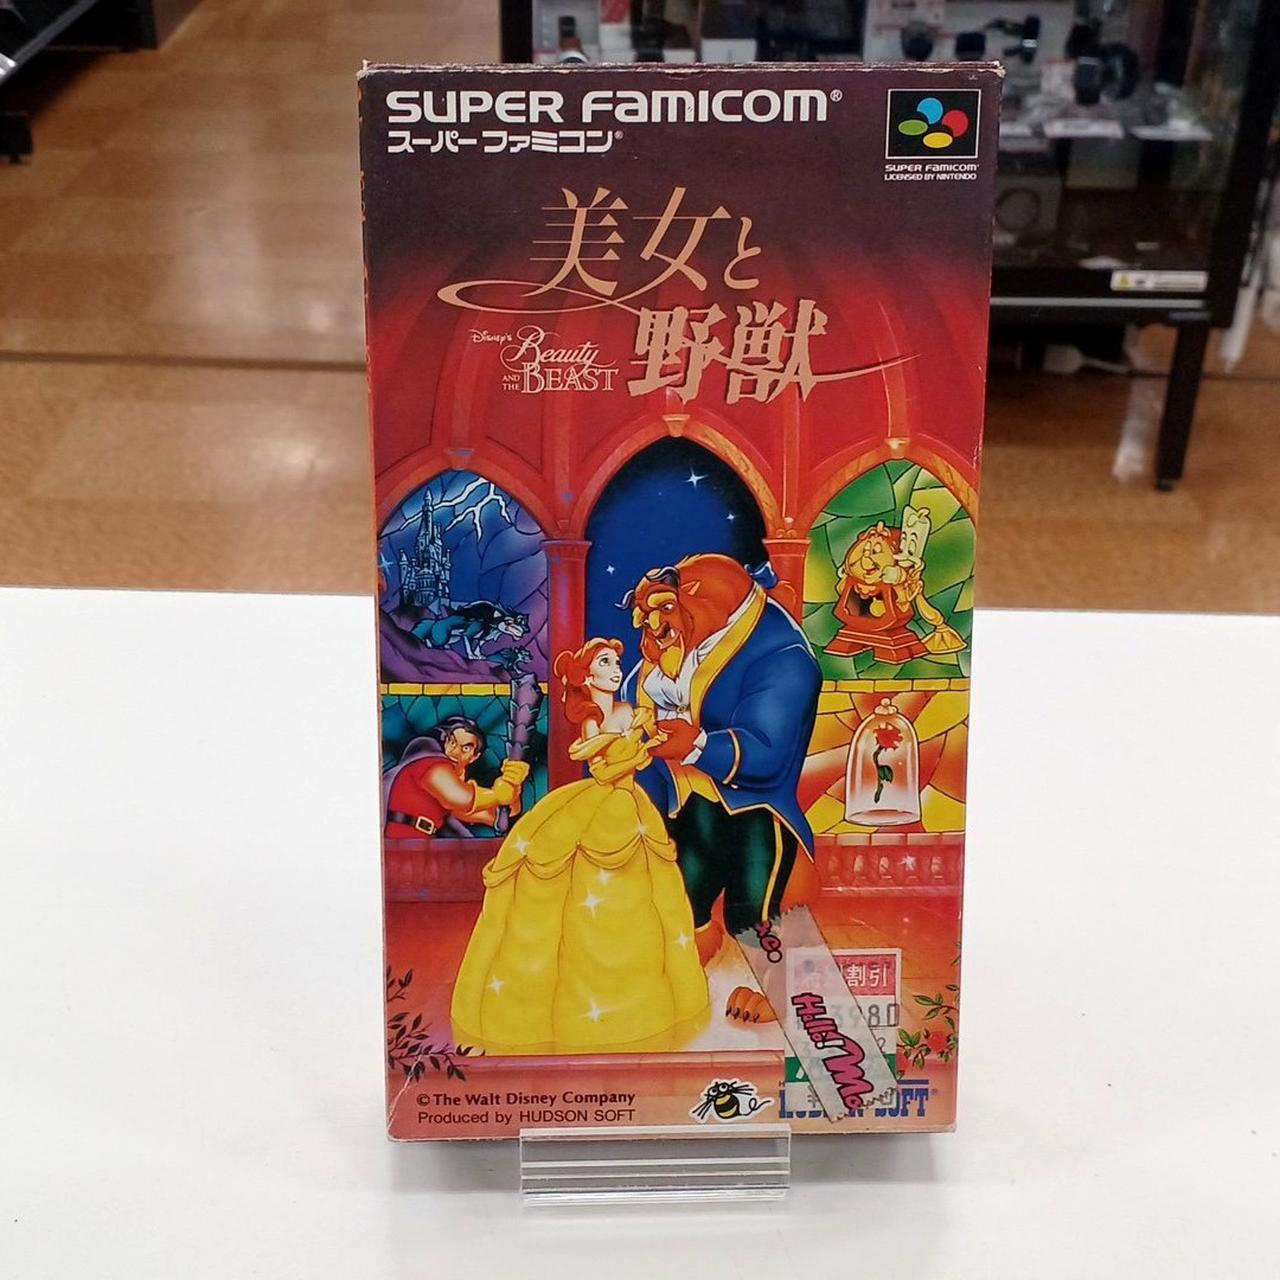 SUPER FAMICOM®
スーパーファミコン®
SUPER FAMICOM
LICENSED BY NINTENDO
美女と
野獣
DISNEY'S
Beauty
AND THE BEAST
割引
3980
© The Walt Disney Company
Produced by HUDSON SOFT